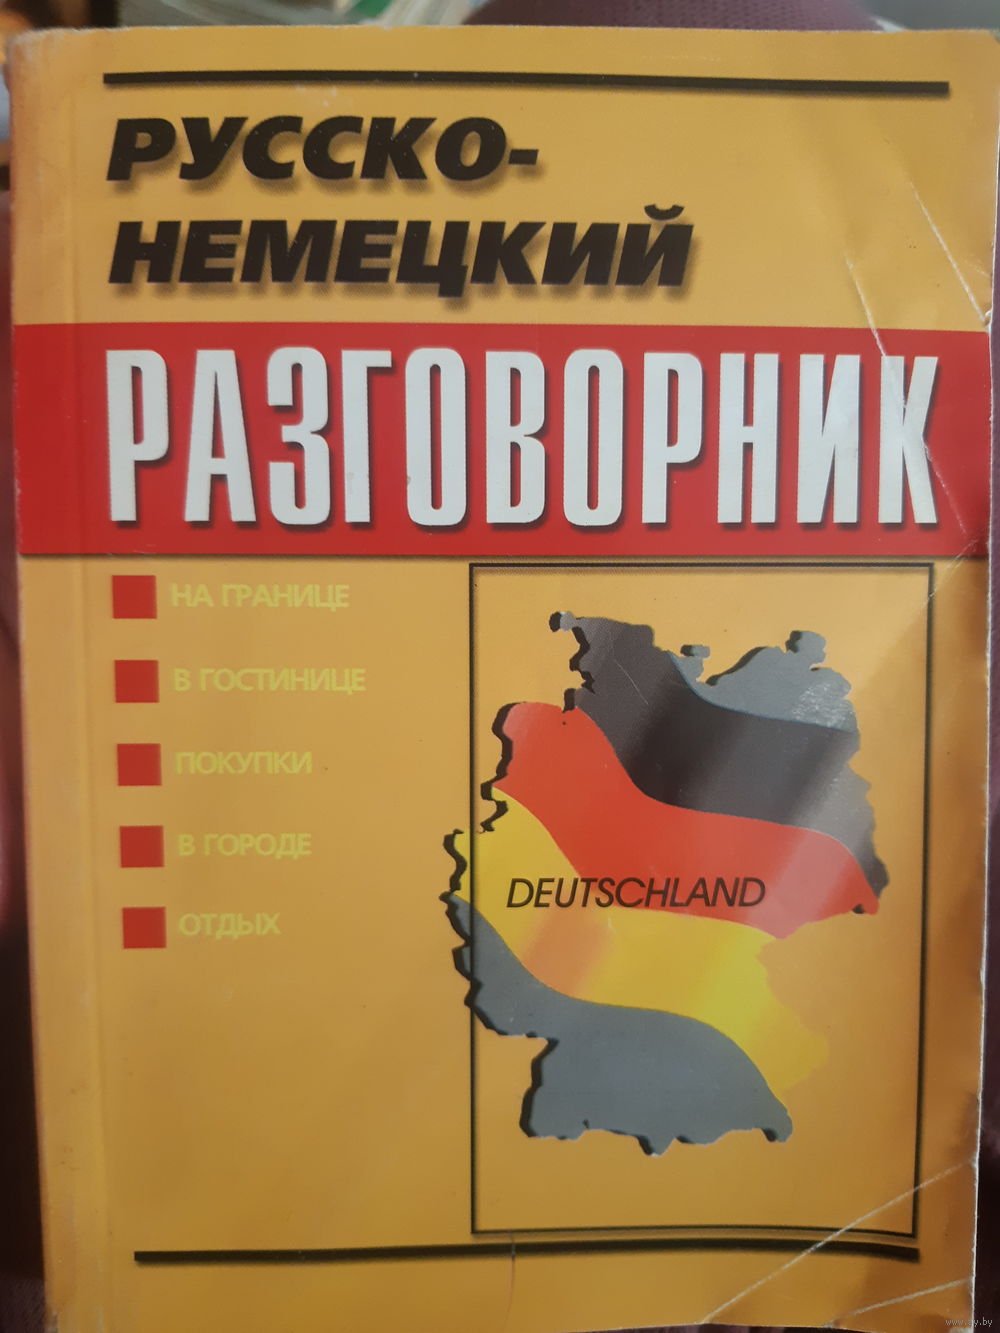 РУССКО-
НЕМЕЦКИЙ
РАЗГОВОРНИК
НА ГРАНИЦЕ
В ГОСТИНИЦЕ
ПОКУПКИ
В ГОРОДЕ
ОТДЫХ
DEUTSCHLAND